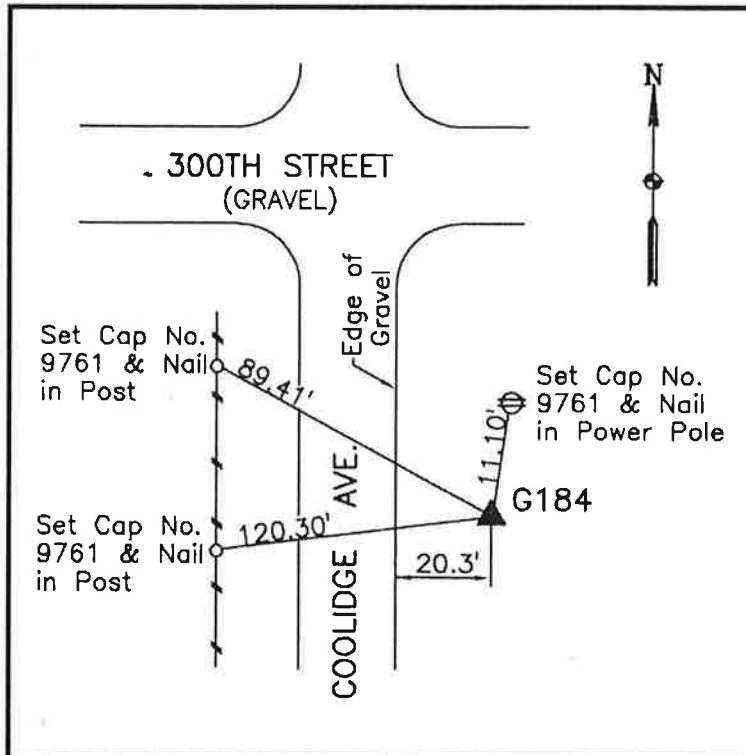 N
300TH STREET
(GRAVEL)
Edge of
Gravel
Set Cap No.
9761 & Nail
in Post
89.41'
Set Cap No.
9761 & Nail
in Power Pole
11.10'
G184
Set Cap No.
9761 & Nail
in Post
120.30'
20.3'
COOLIDGE AVE.